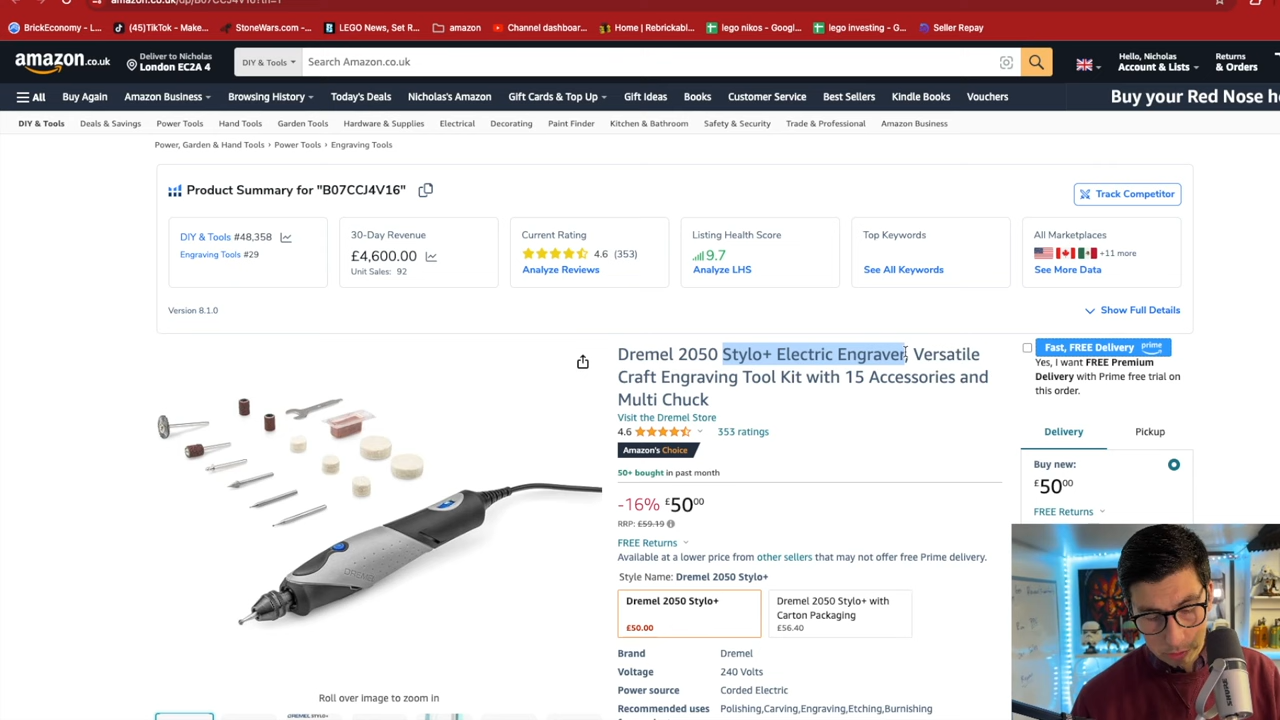 amazon.co.uk/dp/B07CCJ4V16?th=1
BrickEconomy - L... (45)TikTok - Make... StoneWars.com -... LEGO News, Set R... amazon Channel dashboar... Home | Rebrickabl... lego nikos - Googl... lego investing - G... Seller Repay
amazon.co.uk
Deliver to Nicholas
London EC2A 4
DIY & Tools
Search Amazon.co.uk
Hello, Nicholas
Account & Lists
Returns
& Orders
All Buy Again Amazon Business Browsing History Today's Deals Nicholas's Amazon Gift Cards & Top Up Gift Ideas Books Customer Service Best Sellers Kindle Books Vouchers Buy your Red Nose he
DIY & Tools Deals & Savings Power Tools Hand Tools Garden Tools Hardware & Supplies Electrical Decorating Paint Finder Kitchen & Bathroom Safety & Security Trade & Professional Amazon Business
Power, Garden & Hand Tools › Power Tools › Engraving Tools
Product Summary for "B07CCJ4V16"
Track Competitor
DIY & Tools #48,358
Engraving Tools #29
30-Day Revenue
£4,600.00
Unit Sales: 92
Current Rating
4.6 (353)
Analyze Reviews
Listing Health Score
9.7
Analyze LHS
Top Keywords
See All Keywords
All Marketplaces
+11 more
See More Data
Version 8.1.0
Show Full Details
Dremel 2050 Stylo+ Electric Engraver, Versatile
Craft Engraving Tool Kit with 15 Accessories and
Multi Chuck
Visit the Dremel Store
4.6 353 ratings
Amazon's Choice
50+ bought in past month
-16% £50⁰⁰
RRP: £59.19
FREE Returns
Available at a lower price from other sellers that may not offer free Prime delivery.
Style Name: Dremel 2050 Stylo+
Dremel 2050 Stylo+
£50.00
Dremel 2050 Stylo+ with
Carton Packaging
£56.40
Brand Dremel
Voltage 240 Volts
Power source Corded Electric
Recommended uses Polishing,Carving,Engraving,Etching,Burnishing
Fast, FREE Delivery prime
Yes, I want FREE Premium
Delivery with Prime free trial on
this order.
Delivery Pickup
Buy new:
£50⁰⁰
FREE Returns
DREMEL
Roll over image to zoom in
DREMEL STYLO+